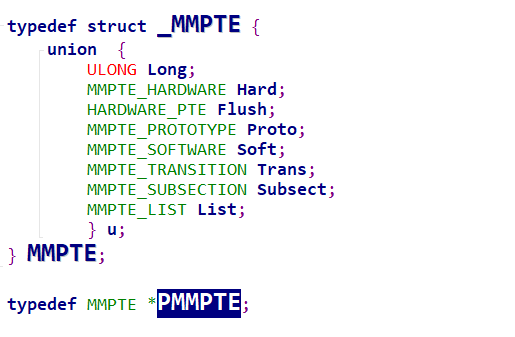 typedef struct _MMPTE {
union {
ULONG Long;
MMPTE_HARDWARE Hard;
HARDWARE_PTE Flush;
MMPTE_PROTOTYPE Proto;
MMPTE_SOFTWARE Soft;
MMPTE_TRANSITION Trans;
MMPTE_SUBSECTION Subsect;
MMPTE_LIST List;
} u;
} MMPTE;
typedef MMPTE *PMMPTE;